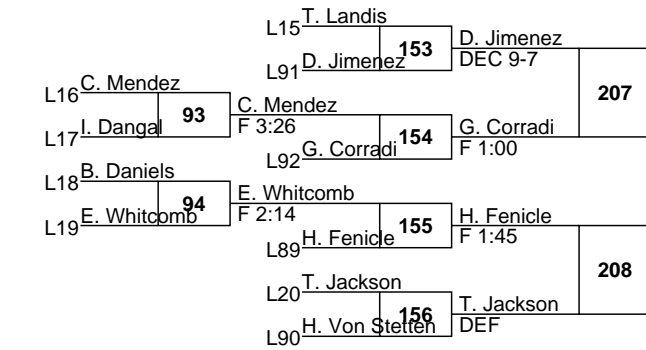 L15 T. Landis
153
D. Jimenez
DEC 9-7
L91 D. Jimenez
207
L16 C. Mendez
93
C. Mendez
F 3:26
L17 I. Dangal
154
G. Corradi
F 1:00
L92 G. Corradi
L18 B. Daniels
94
E. Whitcomb
F 2:14
L19 E. Whitcomb
155
H. Fenicle
F 1:45
L89 H. Fenicle
208
L20 T. Jackson
156
T. Jackson
DEF
L90 H. Von Stetten